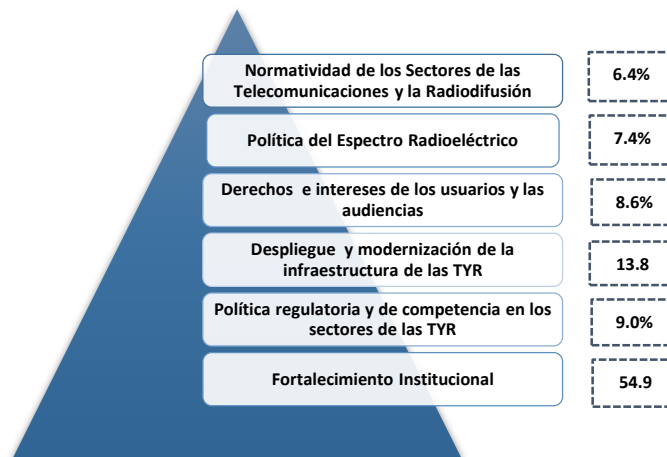 Normatividad de los Sectores de las
Telecomunicaciones y la Radiodifusión
6.4%
Política del Espectro Radioeléctrico
7.4%
Derechos e intereses de los usuarios y las
audiencias
8.6%
Despliegue y modernización de la
infraestructura de las TYR
13.8
Política regulatoria y de competencia en los
sectores de las TYR
9.0%
Fortalecimiento Institucional
54.9